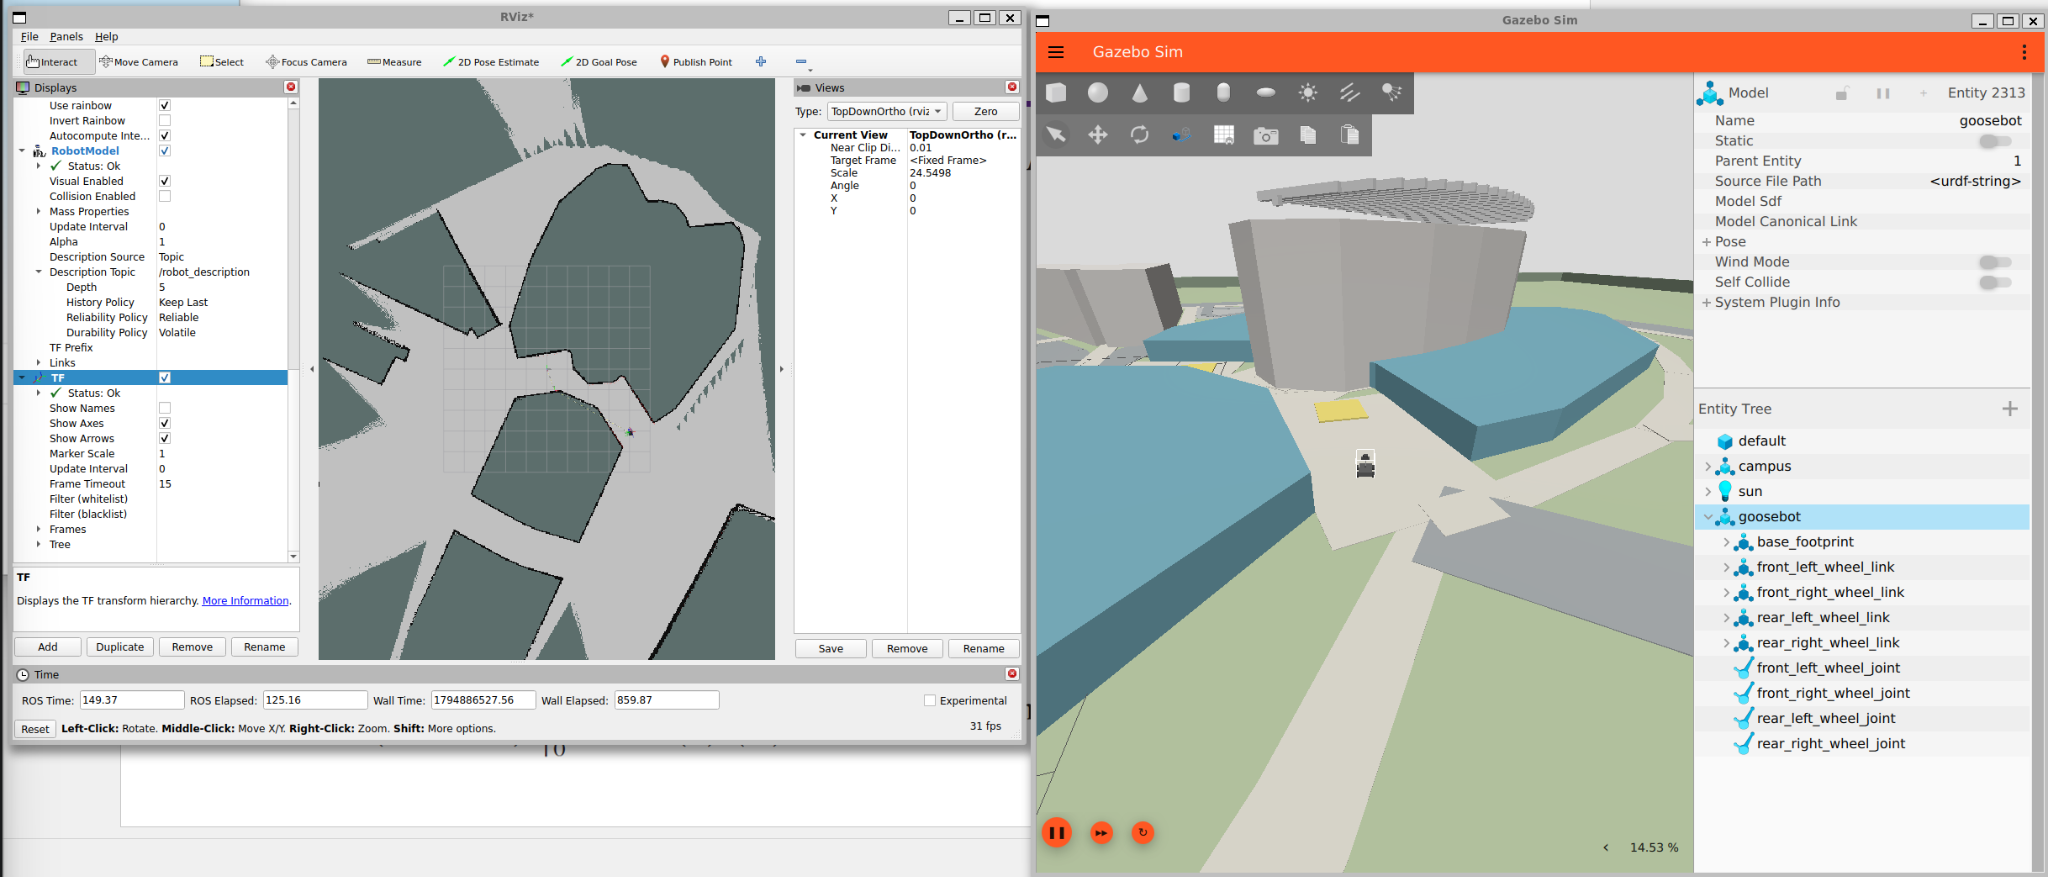 RViz*
File Panels Help
Interact Move Camera Select Focus Camera Measure 2D Pose Estimate 2D Goal Pose Publish Point
Displays
Use rainbow
Invert Rainbow
Autocompute Inte...
RobotModel
Status: Ok
Visual Enabled
Collision Enabled
Mass Properties
Update Interval 0
Alpha 1
Description Source Topic
Description Topic /robot_description
Depth 5
History Policy Keep Last
Reliability Policy Reliable
Durability Policy Volatile
TF Prefix
Links
TF
Status: Ok
Show Names
Show Axes
Show Arrows
Marker Scale 1
Update Interval 0
Frame Timeout 15
Filter (whitelist)
Filter (blacklist)
Frames
Tree
TF
Displays the TF transform hierarchy. More Information.
Add Duplicate Remove Rename
Views
Type: TopDownOrtho (rviz Zero
Current View TopDownOrtho (r...
Near Clip Di... 0.01
Target Frame <Fixed Frame>
Scale 24.5498
Angle 0
X 0
Y 0
Save Remove Rename
Time
ROS Time: 149.37 ROS Elapsed: 125.16 Wall Time: 1794886527.56 Wall Elapsed: 859.87 Experimental
Reset Left-Click: Rotate. Middle-Click: Move X/Y. Right-Click: Zoom. Shift: More options. 31 fps
Gazebo Sim
Gazebo Sim
14.53 %
Model Entity 2313
Name goosebot
Static
Parent Entity 1
Source File Path <urdf-string>
Model Sdf
Model Canonical Link
Pose
Wind Mode
Self Collide
System Plugin Info
Entity Tree
default
campus
sun
goosebot
base_footprint
front_left_wheel_link
front_right_wheel_link
rear_left_wheel_link
rear_right_wheel_link
front_left_wheel_joint
front_right_wheel_joint
rear_left_wheel_joint
rear_right_wheel_joint